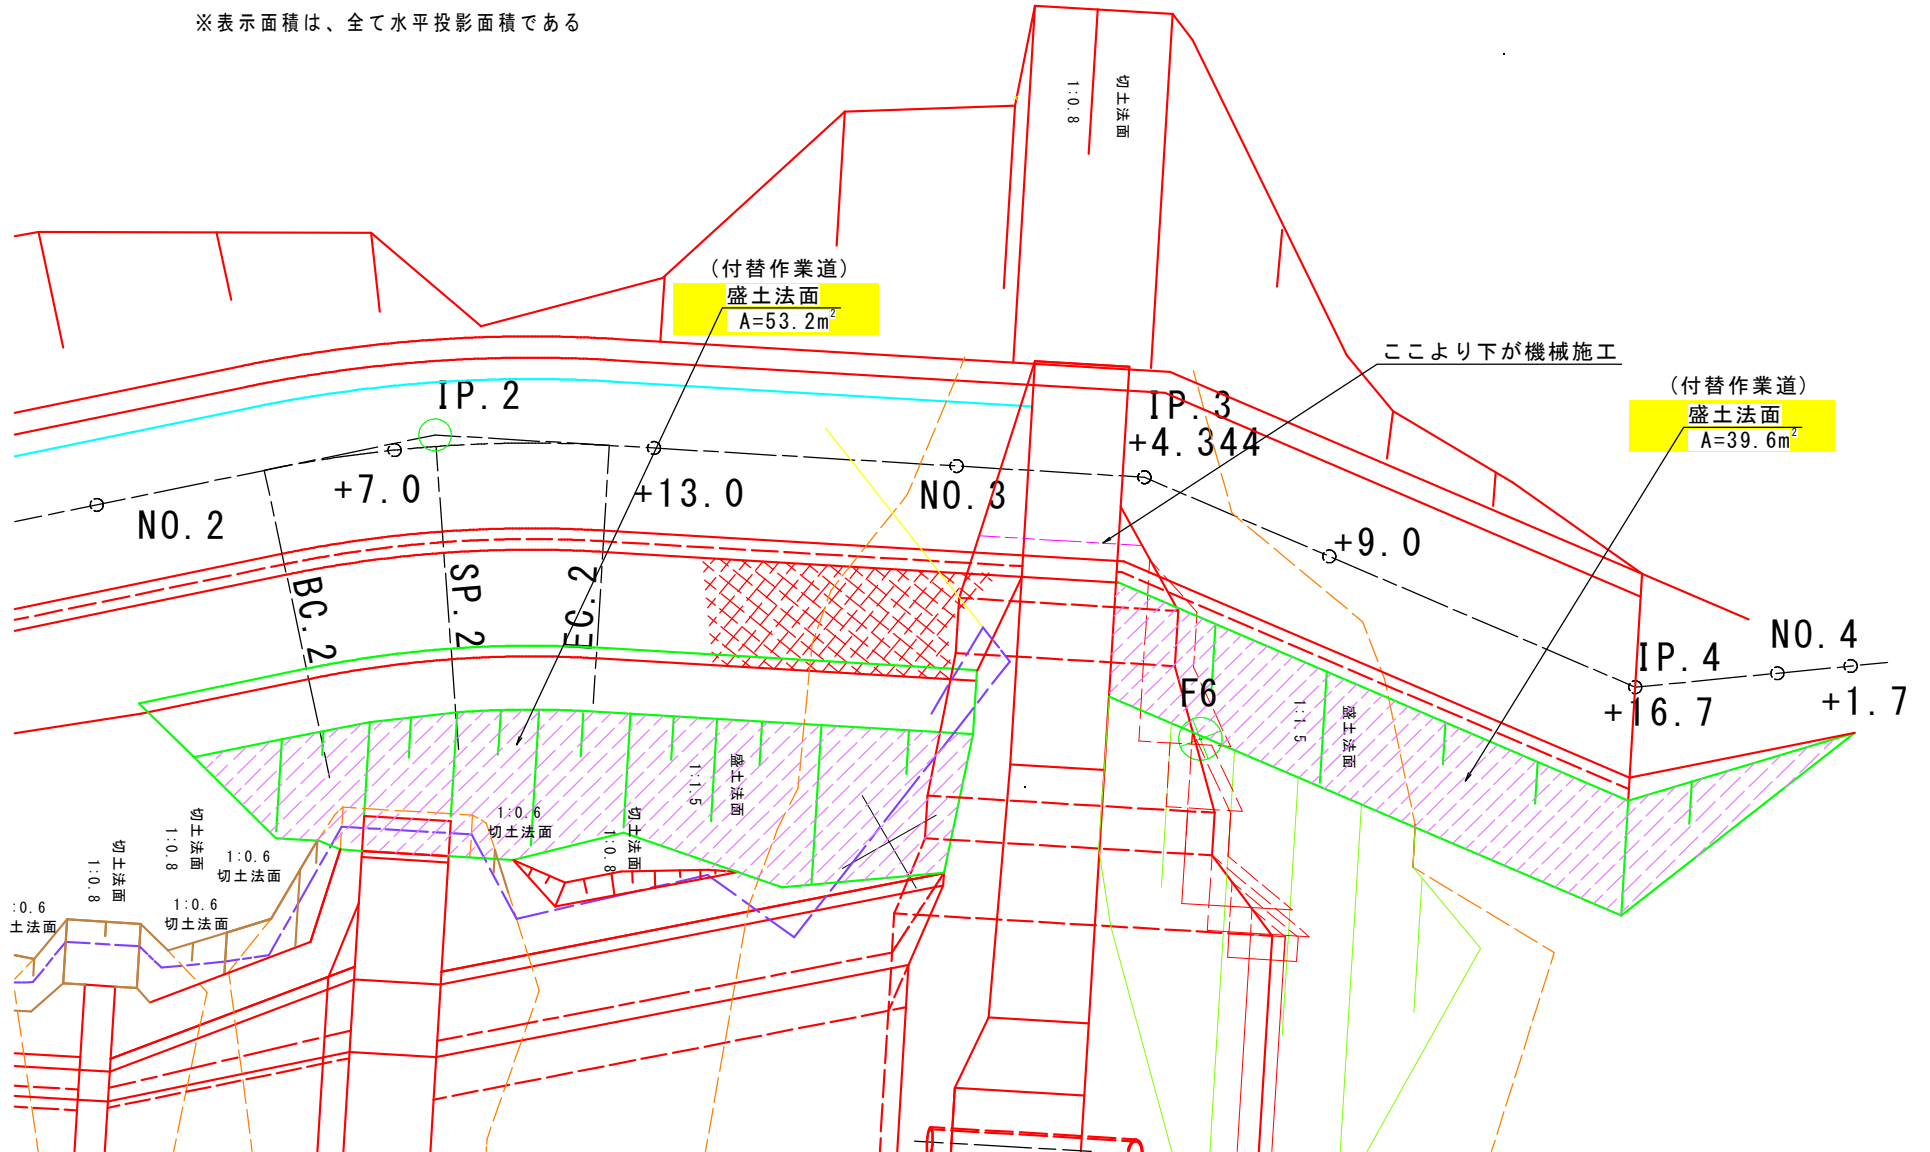 ※表示面積は、全て水平投影面積である
切土法面
1:0.8
(付替作業道)
盛土法面
A=53.2m²
ここより下が機械施工
(付替作業道)
盛土法面
A=39.6m²
IP.2
IP.3
+4.344
+7.0
+13.0
NO.3
NO.2
+9.0
BC.2
SP.2
EC.2
NO.4
IP.4
+16.7
+1.7
F6
1:1.5
盛土法面
盛土法面
1:1.5
1:0.6
切土法面
切土法面
1:0.8
切土法面
1:0.8
1:0.6
切土法面
切土法面
1:0.8
1:0.6
切土法面
:0.6
土法面